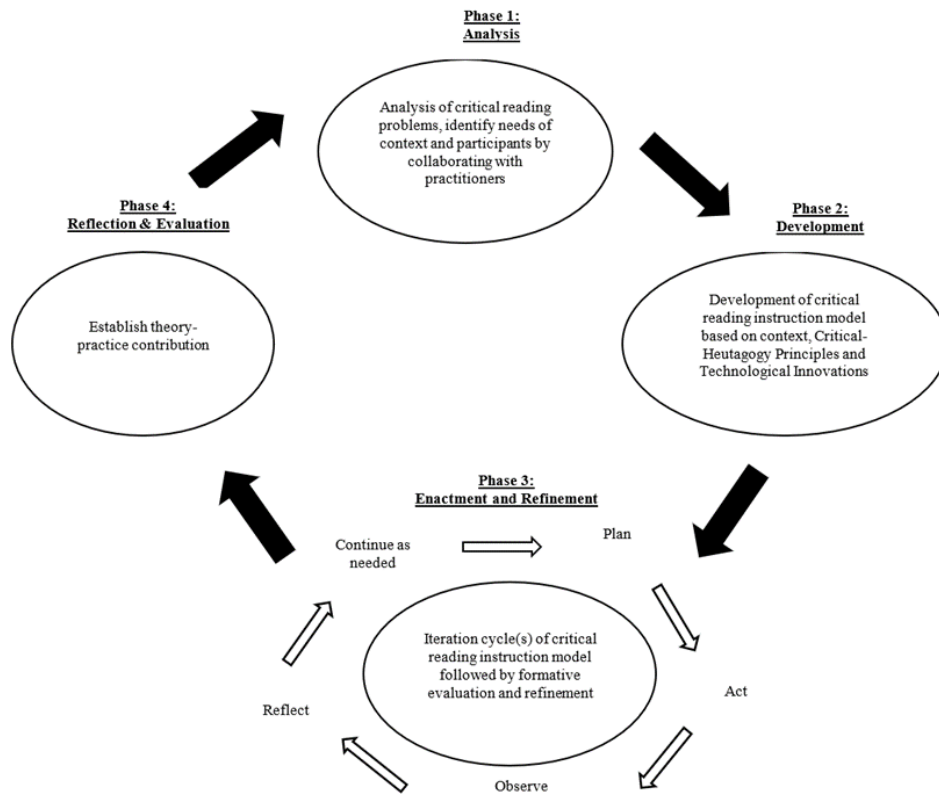 Phase 1:
Analysis
Analysis of critical reading
problems, identify needs of
context and participants by
collaborating with
practitioners
Phase 2:
Development
Development of critical
reading instruction model
based on context, Critical-
Heutagogy Principles and
Technological Innovations
Phase 3:
Enactment and Refinement
Plan
Act
Observe
Reflect
Continue as
needed
Iteration cycle(s) of critical
reading instruction model
followed by formative
evaluation and refinement
Phase 4:
Reflection & Evaluation
Establish theory-
practice contribution